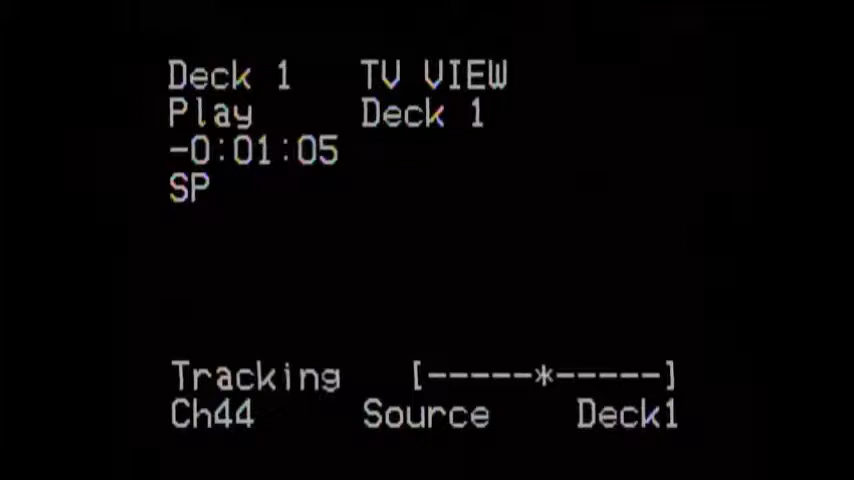 Deck 1 TV VIEW
Play Deck 1
-0:01:05
SP
Tracking [-----*-----]
Ch44 Source Deck1